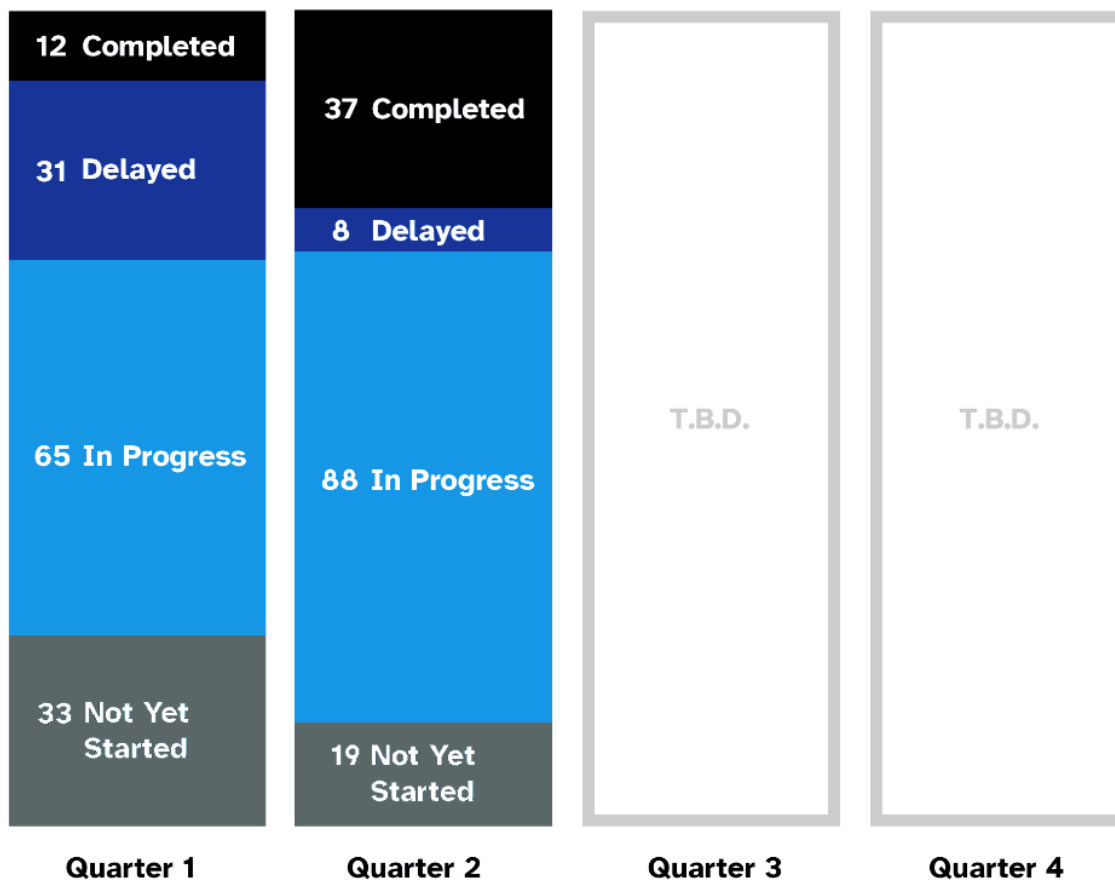 12 Completed
31 Delayed
65 In Progress
33 Not Yet
Started
Quarter 1
37 Completed
8 Delayed
88 In Progress
19 Not Yet
Started
Quarter 2
T.B.D.
Quarter 3
T.B.D.
Quarter 4